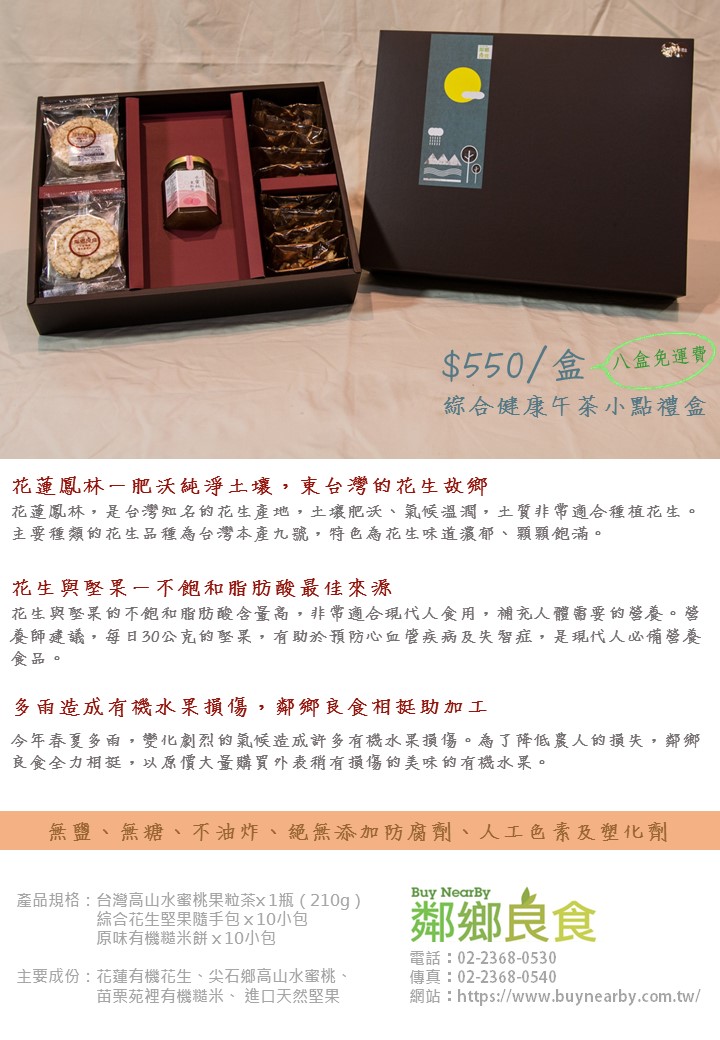 $550/盒
八盒免運費
綜合健康午茶小點禮盒
花蓮鳳林－肥沃純淨土壤，東台灣的花生故鄉
花蓮鳳林，是台灣知名的花生產地，土壤肥沃、氣候溫潤，土質非常適合種植花生。
主要種類的花生品種為台灣本產九號，特色為花生味道濃郁、顆顆飽滿。
花生與堅果－不飽和脂肪酸最佳來源
花生與堅果的不飽和脂肪酸含量高，非常適合現代人食用，補充人體需要的營養。營
養師建議，每日30公克的堅果，有助於預防心血管疾病及失智症，是現代人必備營養
食品。
多雨造成有機水果損傷，鄰鄉良食相挺助加工
今年春夏多雨，變化劇烈的氣候造成許多有機水果損傷。為了降低農人的損失，鄰鄉
良食全力相挺，以原價大量購買外表稍有損傷的美味的有機水果。
無鹽、無糖、不油炸、絕無添加防腐劑、人工色素及塑化劑
產品規格：台灣高山水蜜桃果粒茶x1瓶（210g）
綜合花生堅果隨手包x10小包
原味有機糙米餅x10小包
主要成份：花蓮有機花生、尖石鄉高山水蜜桃、
苗栗苑裡有機糙米、進口天然堅果
Buy NearBy
鄰鄉良食
電話：02-2368-0530
傳真：02-2368-0540
網站：https://www.buynearby.com.tw/